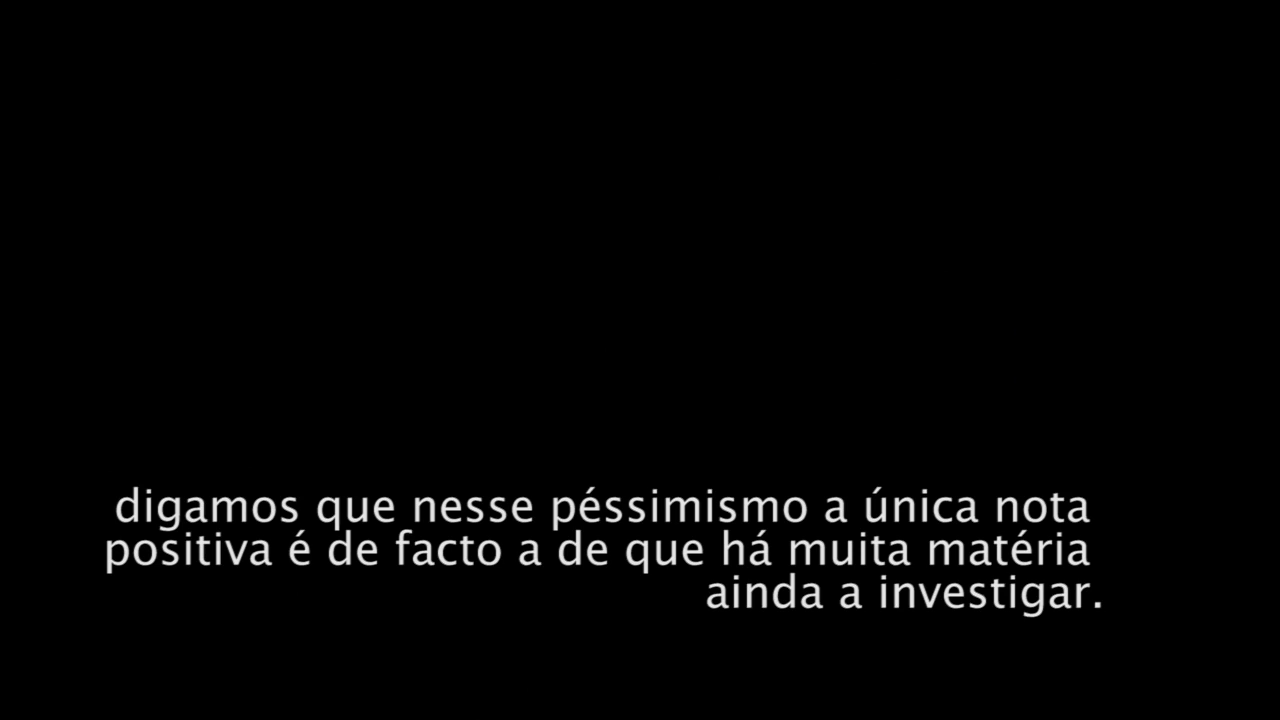 digamos que nesse péssimismo a única nota
positiva é de facto a de que há muita matéria
ainda a investigar.